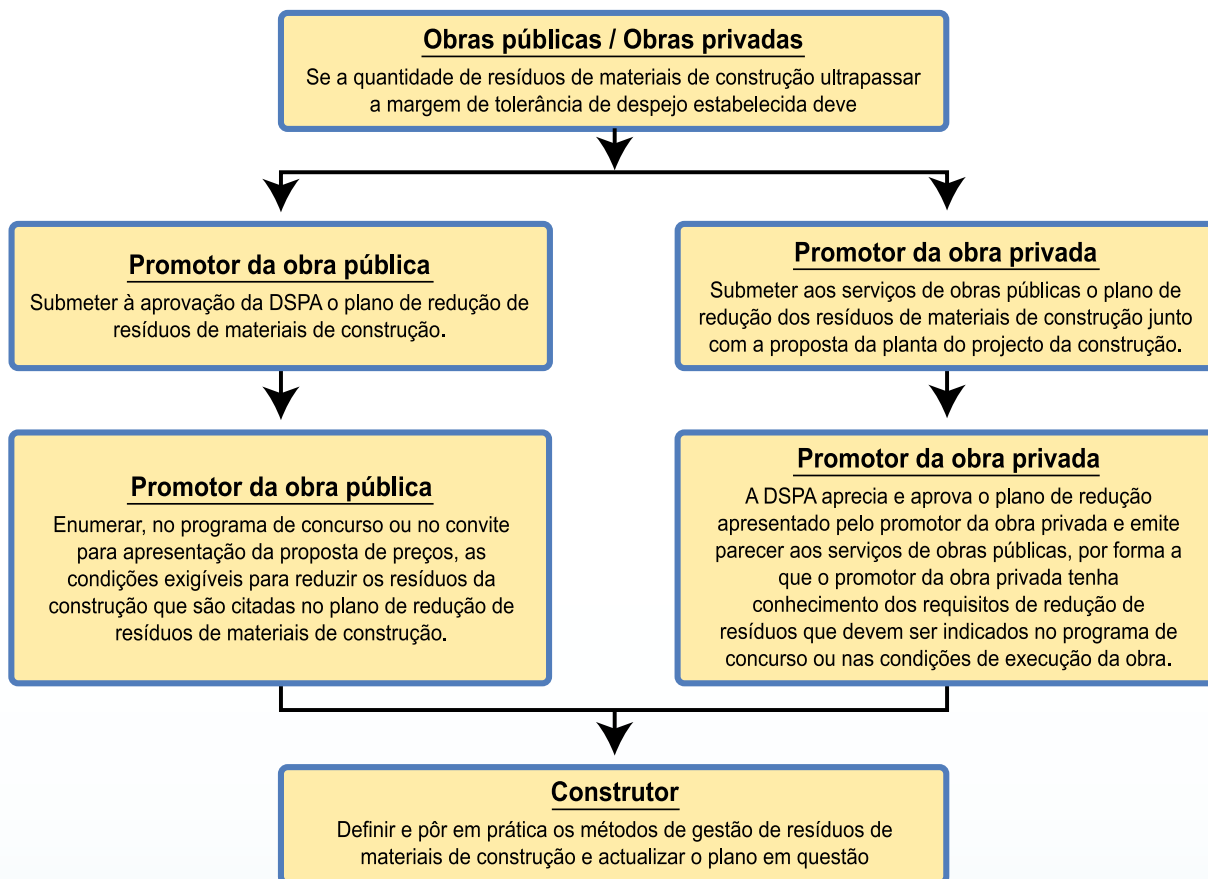 Obras públicas / Obras privadas
Se a quantidade de resíduos de materiais de construção ultrapassar
a margem de tolerância de despejo estabelecida deve
Promotor da obra pública
Submeter à aprovação da DSPA o plano de redução de
resíduos de materiais de construção.
Promotor da obra privada
Submeter aos serviços de obras públicas o plano de
redução dos resíduos de materiais de construção junto
com a proposta da planta do projecto da construção.
Promotor da obra pública
Enumerar, no programa de concurso ou no convite
para apresentação da proposta de preços, as
condições exigíveis para reduzir os resíduos da
construção que são citadas no plano de redução de
resíduos de materiais de construção.
Promotor da obra privada
A DSPA aprecia e aprova o plano de redução
apresentado pelo promotor da obra privada e emite
parecer aos serviços de obras públicas, por forma a
que o promotor da obra privada tenha
conhecimento dos requisitos de redução de
resíduos que devem ser indicados no programa de
concurso ou nas condições de execução da obra.
Construtor
Definir e pôr em prática os métodos de gestão de resíduos de
materiais de construção e actualizar o plano em questão